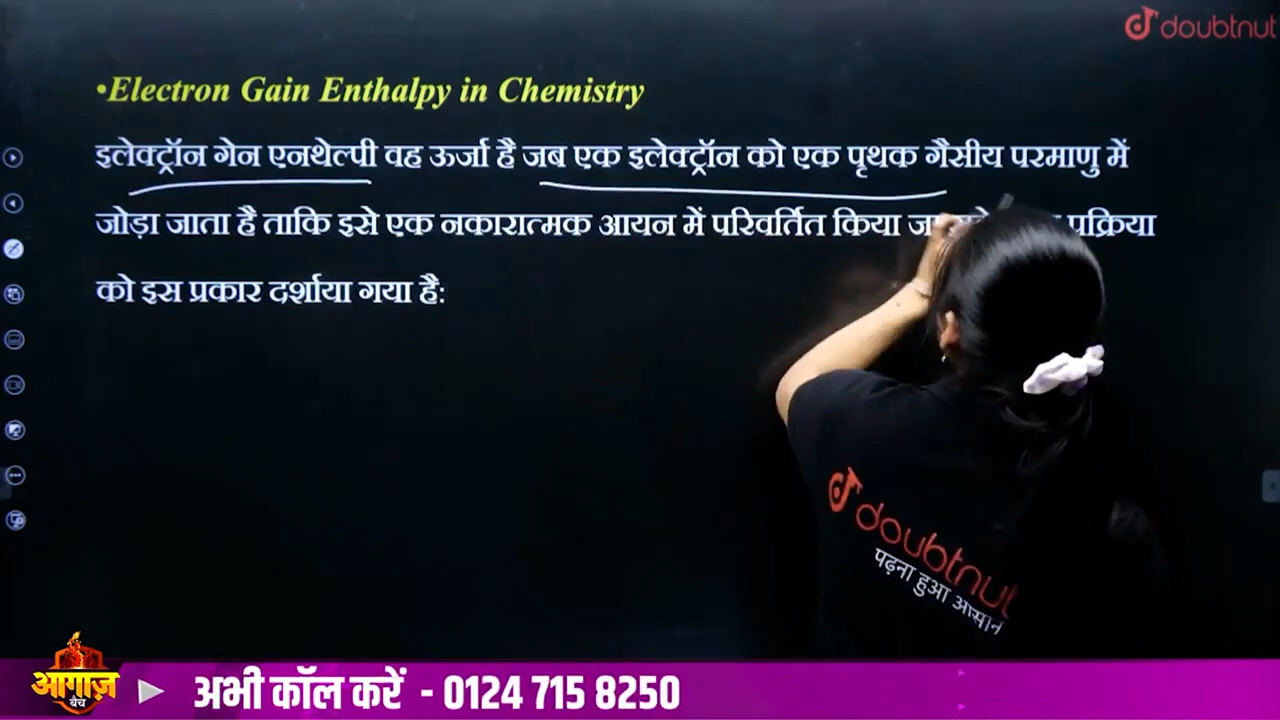 doubtnut
•Electron Gain Enthalpy in Chemistry
इलेक्ट्रॉन गेन एनथेल्पी वह ऊर्जा है जब एक इलेक्ट्रॉन को एक पृथक गैसीय परमाणु में
जोड़ा जाता है ताकि इसे एक नकारात्मक आयन में परिवर्तित किया प्रक्रिया
को इस प्रकार दर्शाया गया है:
doubtnut
पढ़ना हुआ आसान
आगाज़
बैच
अभी कॉल करें - 0124 715 8250